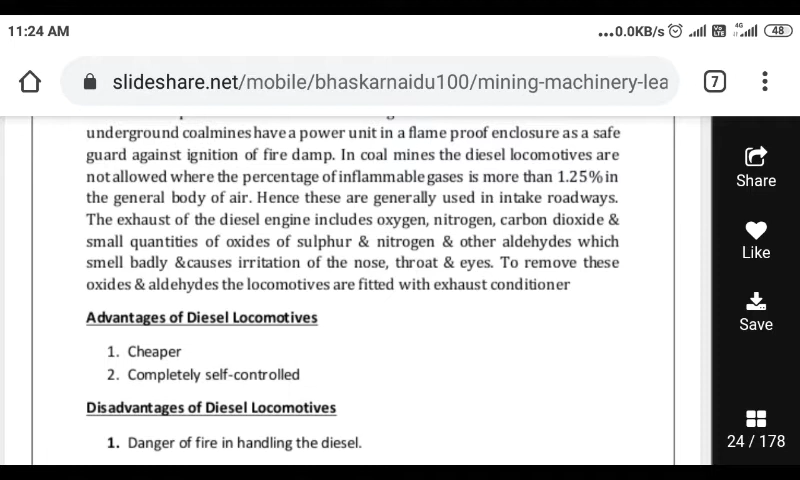 11:24 AM
...0.0KB/s 4G 48
slideshare.net/mobile/bhaskarnaidu100/mining-machinery-lea
7
underground coalmines have a power unit in a flame proof enclosure as a safe
guard against ignition of fire damp. In coal mines the diesel locomotives are
not allowed where the percentage of inflammable gases is more than 1.25% in
the general body of air. Hence these are generally used in intake roadways.
The exhaust of the diesel engine includes oxygen, nitrogen, carbon dioxide &
small quantities of oxides of sulphur & nitrogen & other aldehydes which
smell badly &causes irritation of the nose, throat & eyes. To remove these
oxides & aldehydes the locomotives are fitted with exhaust conditioner
Advantages of Diesel Locomotives
1. Cheaper
2. Completely self-controlled
Disadvantages of Diesel Locomotives
1. Danger of fire in handling the diesel.
Share
Like
Save
24 / 178